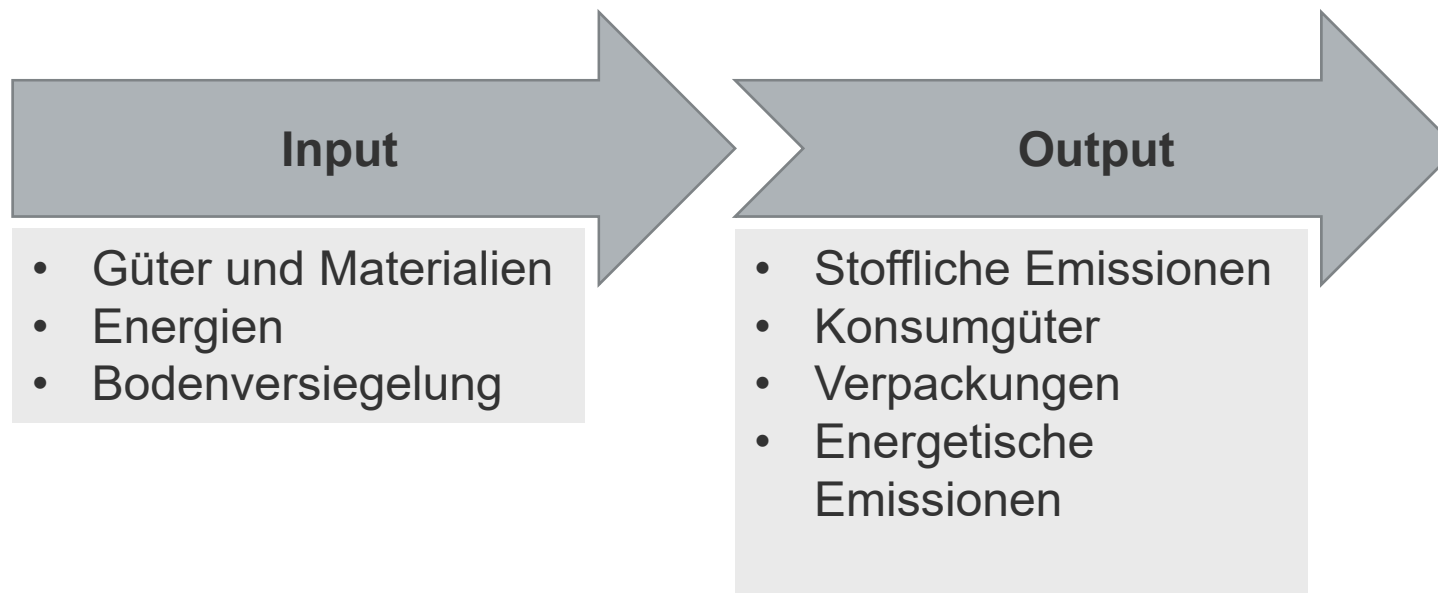 Input
• Güter und Materialien
• Energien
• Bodenversiegelung
Output
• Stoffliche Emissionen
• Konsumgüter
• Verpackungen
• Energetische
Emissionen